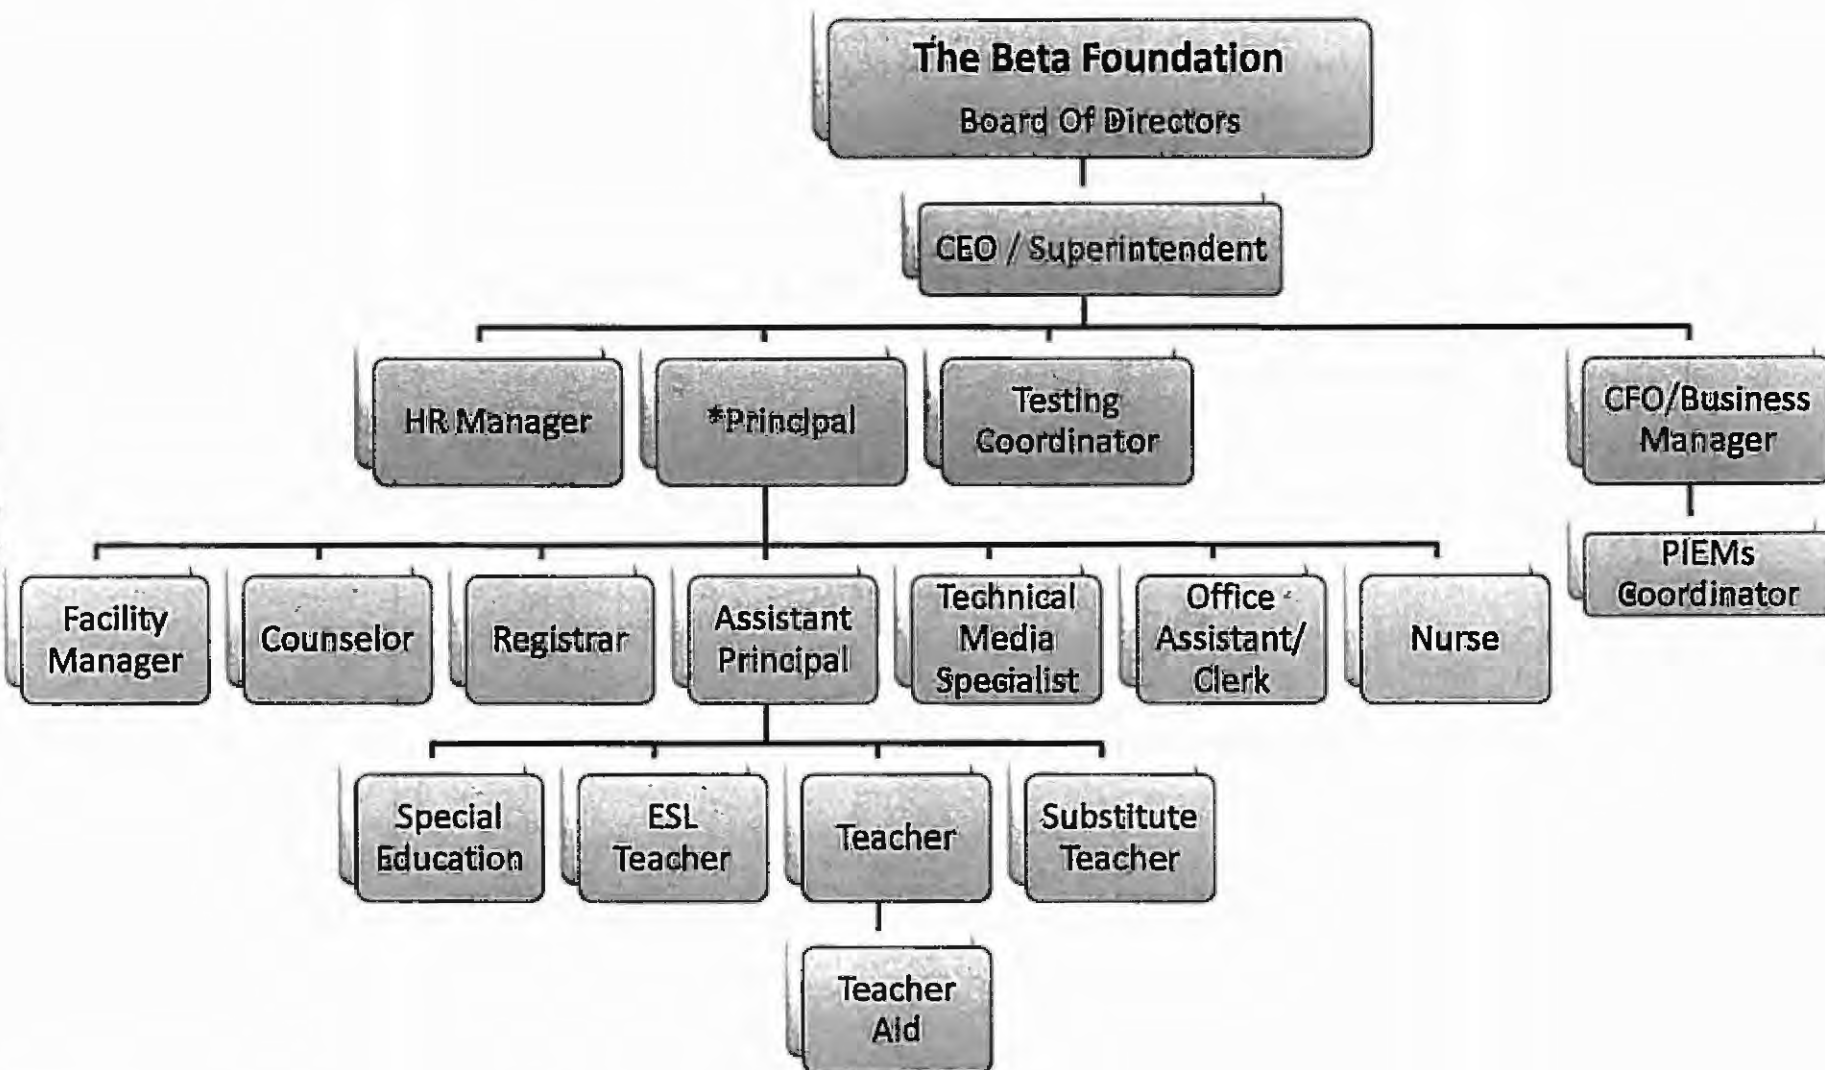 The Beta Foundation
Board Of Directors
CEO / Superintendent
HR Manager
*Principal
Testing
Coordinator
CFO/Business
Manager
PIEMs
Coordinator
Facility
Manager
Counselor
Registrar
Assistant
Principal
Technical
Media
Specialist
Office
Assistant/
Clerk
Nurse
Special
Education
ESL
Teacher
Teacher
Substitute
Teacher
Teacher
Aid